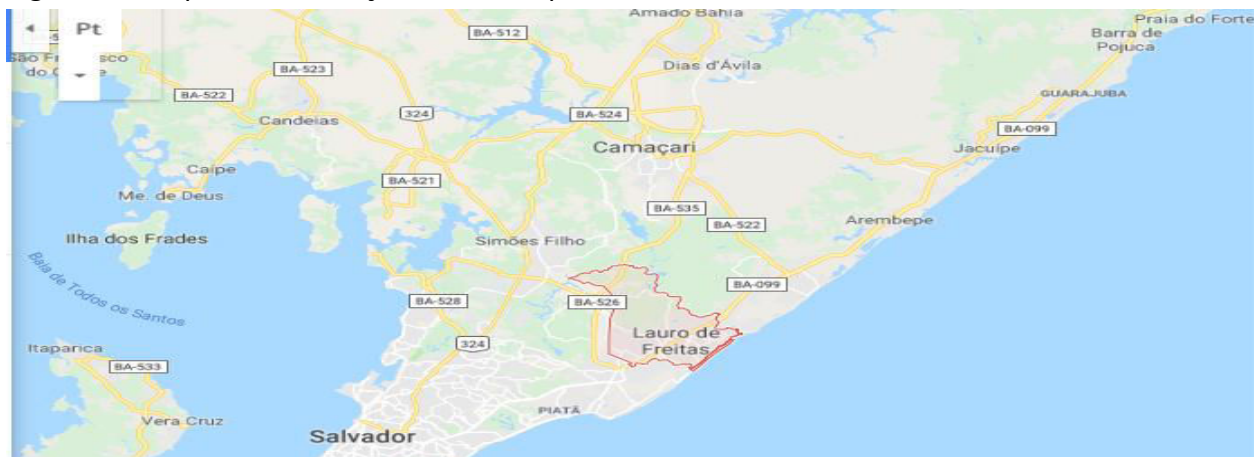 Amado Bahia
Praia do Forte
Pt
BA-512
Barra de
Pojuca
Dias d'Ávila
BA-523
BA-522
GUARAJUBA
324
BA-524
Candeias
BA-099
Camaçari
Jacuípe
Caípe
BA-521
Me. de Deus
BA-535
Arembepe
BA-522
Ilha dos Frades
Simões Filho
Baía de Todos os Santos
BA-099
BA-528
BA-526
Lauro de
Freitas
324
Itaparica
BA-533
PIATÃ
Vera Cruz
Salvador